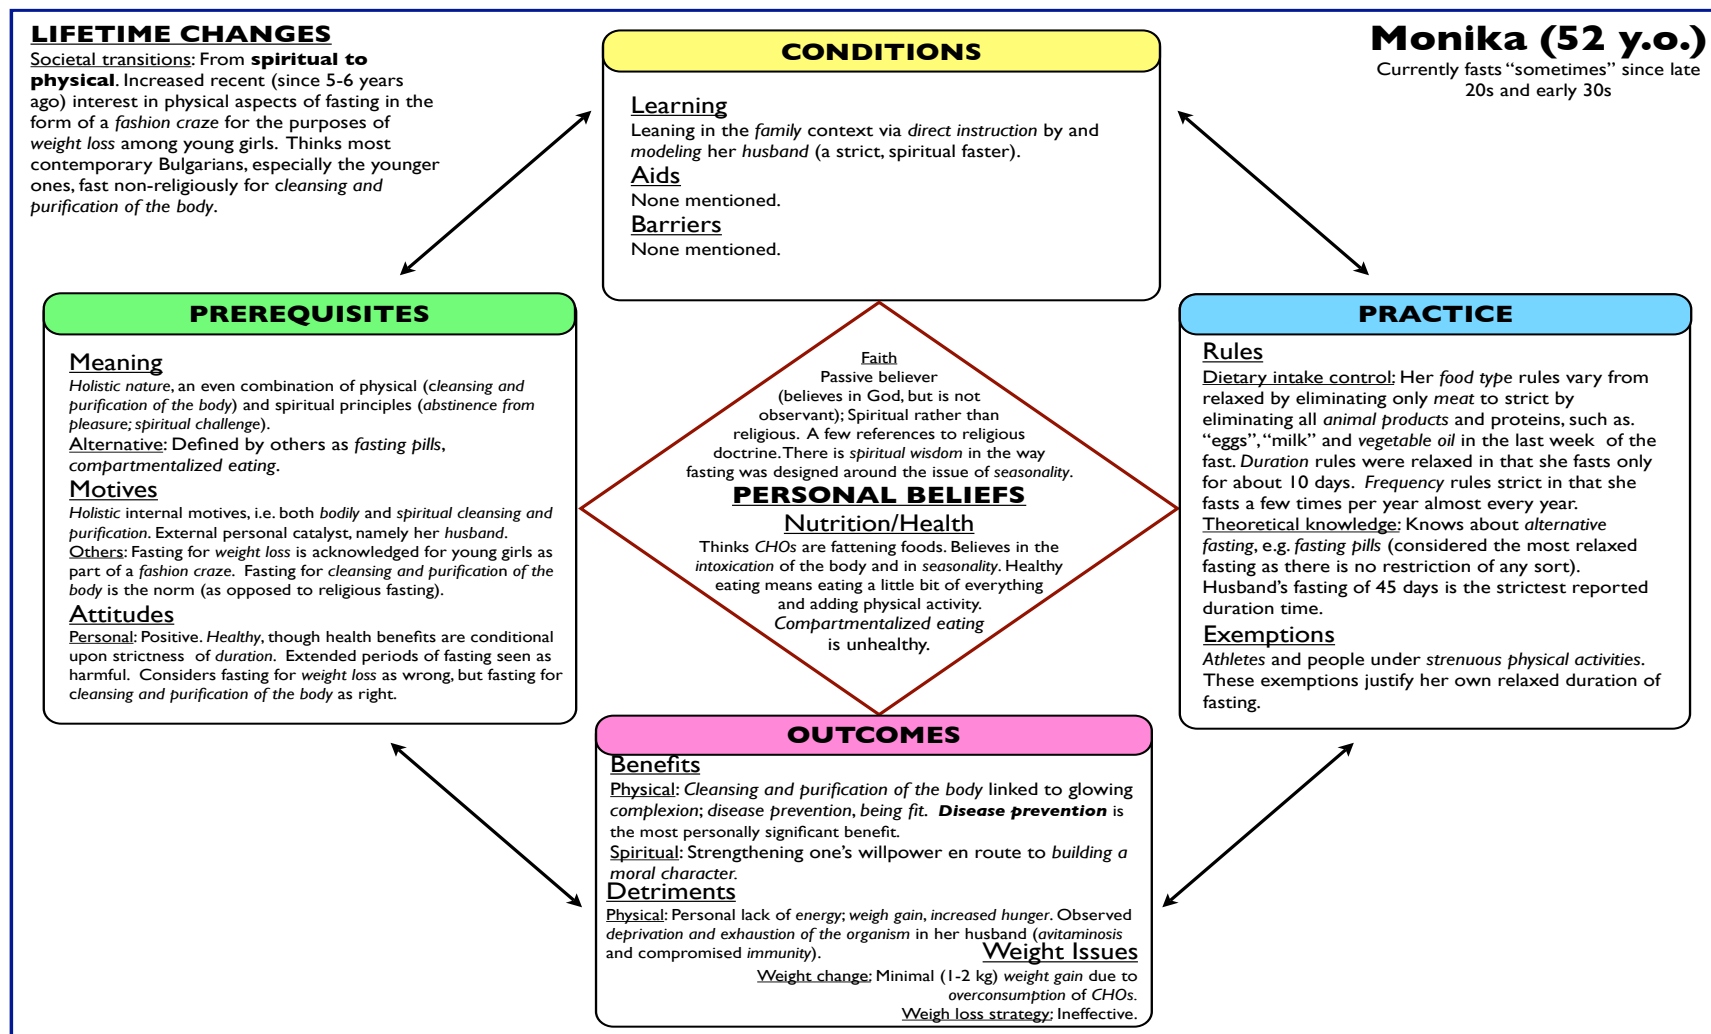 LIFETIME CHANGES
Societal transitions: From spiritual to
physical. Increased recent (since 5-6 years
ago) interest in physical aspects of fasting in the
form of a fashion craze for the purposes of
weight loss among young girls. Thinks most
contemporary Bulgarians, especially the younger
ones, fast non-religiously for cleansing and
purification of the body.
Monika (52 y.o.)
Currently fasts “sometimes” since late
20s and early 30s
CONDITIONS
Learning
Leaning in the family context via direct instruction by and
modeling her husband (a strict, spiritual faster).
Aids
None mentioned.
Barriers
None mentioned.
PREREQUISITES
Meaning
Holistic nature, an even combination of physical (cleansing and
purification of the body) and spiritual principles (abstinence from
pleasure; spiritual challenge).
Alternative: Defined by others as fasting pills,
compartmentalized eating.
Motives
Holistic internal motives, i.e. both bodily and spiritual cleansing and
purification. External personal catalyst, namely her husband.
Others: Fasting for weight loss is acknowledged for young girls as
part of a fashion craze. Fasting for cleansing and purification of the
body is the norm (as opposed to religious fasting).
Attitudes
Personal: Positive. Healthy, though health benefits are conditional
upon strictness of duration. Extended periods of fasting seen as
harmful. Considers fasting for weight loss as wrong, but fasting for
cleansing and purification of the body as right.
Faith
Passive believer
(believes in God, but is not
observant); Spiritual rather than
religious. A few references to religious
doctrine. There is spiritual wisdom in the way
fasting was designed around the issue of seasonality.
PERSONAL BELIEFS
Nutrition/Health
Thinks CHOs are fattening foods. Believes in the
intoxication of the body and in seasonality. Healthy
eating means eating a little bit of everything
and adding physical activity.
Compartmentalized eating
is unhealthy.
PRACTICE
Rules
Dietary intake control: Her food type rules vary from
relaxed by eliminating only meat to strict by
eliminating all animal products and proteins, such as.
“eggs”, “milk” and vegetable oil in the last week of the
fast. Duration rules were relaxed in that she fasts only
for about 10 days. Frequency rules strict in that she
fasts a few times per year almost every year.
Theoretical knowledge: Knows about alternative
fasting, e.g. fasting pills (considered the most relaxed
fasting as there is no restriction of any sort).
Husband’s fasting of 45 days is the strictest reported
duration time.
Exemptions
Athletes and people under strenuous physical activities.
These exemptions justify her own relaxed duration of
fasting.
OUTCOMES
Benefits
Physical: Cleansing and purification of the body linked to glowing
complexion; disease prevention, being fit. Disease prevention is
the most personally significant benefit.
Spiritual: Strengthening one’s willpower en route to building a
moral character.
Detriments
Physical: Personal lack of energy; weigh gain, increased hunger. Observed
deprivation and exhaustion of the organism in her husband (avitaminosis
and compromised immunity).
Weight Issues
Weight change: Minimal (1-2 kg) weight gain due to
overconsumption of CHOs.
Weigh loss strategy: Ineffective.